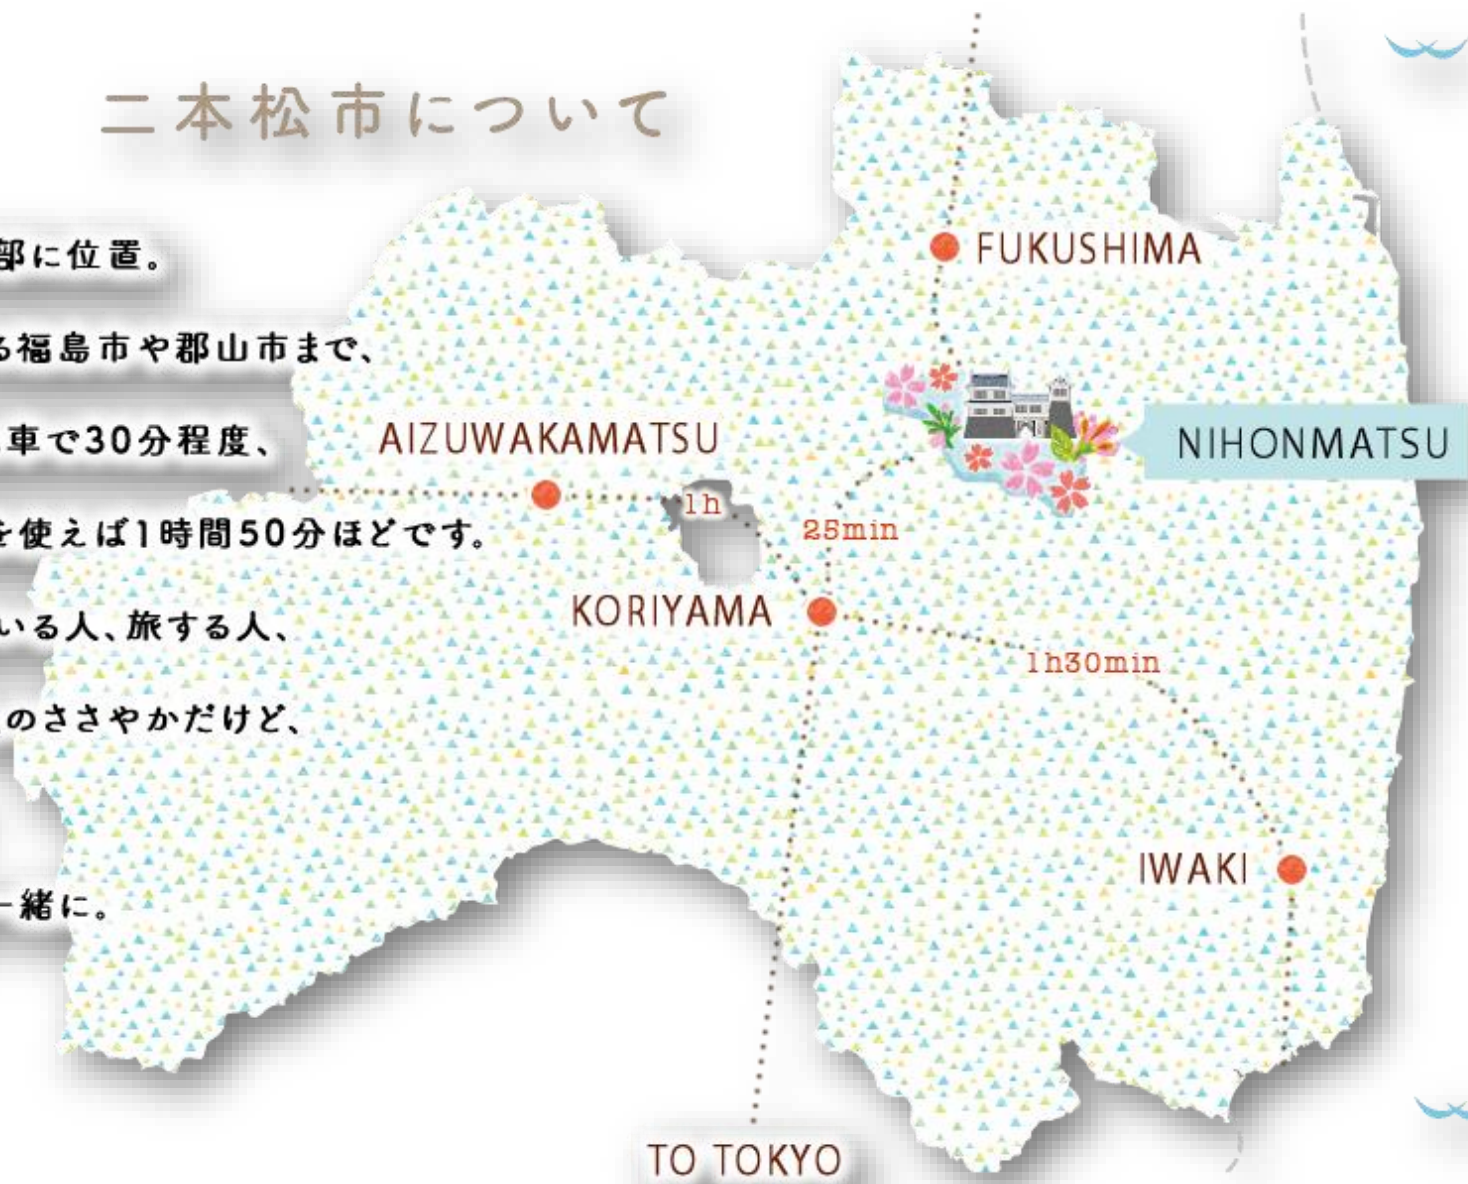 二本松市について
部に位置。
る福島市や郡山市まで、
車で30分程度、
を使えば1時間50分ほどです。
いる人、旅する人、
のささやかだけど、
一緒に。
FUKUSHIMA
NIHONMATSU
AIZUWAKAMATSU
1h
25min
KORIYAMA
1h30min
IWAKI
TO TOKYO